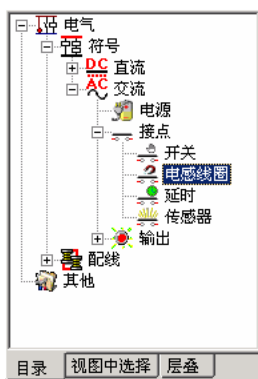 电气
符号
DC 直流
AC 交流
电源
接点
开关
电感线圈
延时
传感器
输出
配线
其他
目录 视图中选择 层叠